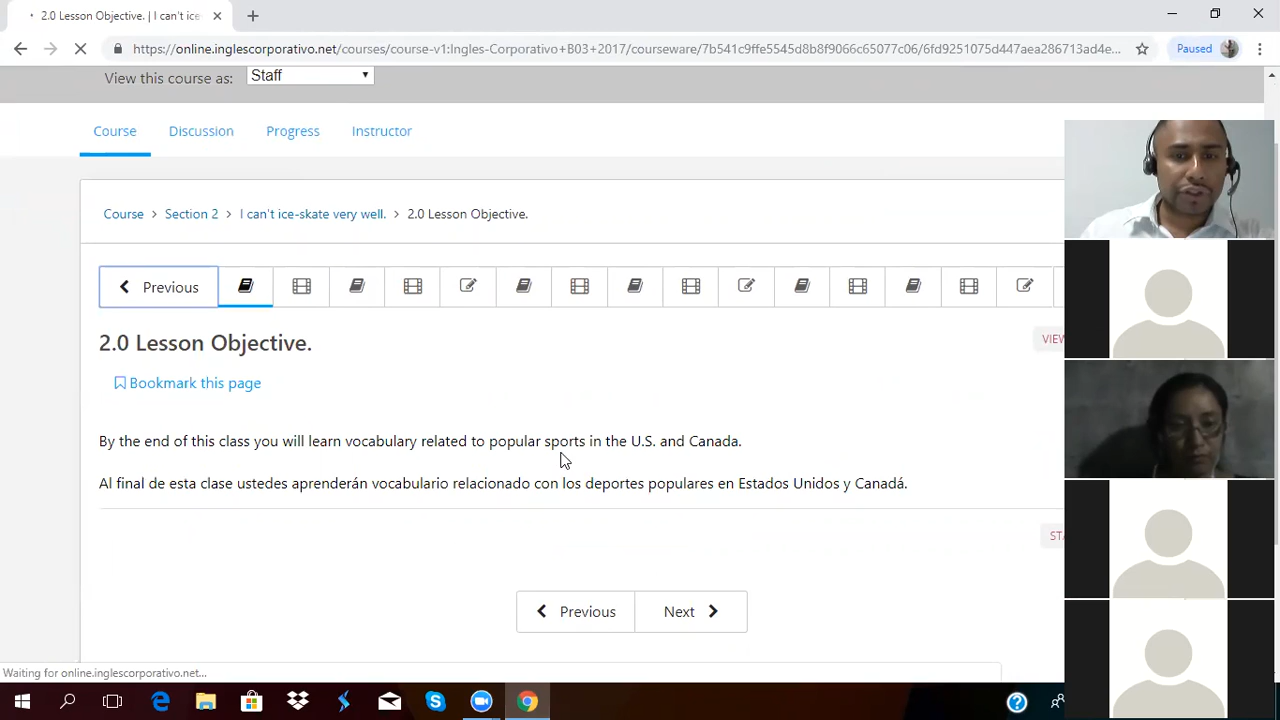 2.0 Lesson Objective. | I can't ice-
https://online.inglescorporativo.net/courses/course-v1:Ingles-Corporativo+B03+2017/courseware/7b541c9ffe5545d8b8f9066c65077c06/6fd9251075d447aea286713ad4e...
Paused
View this course as:
Staff
Course
Discussion
Progress
Instructor
Course > Section 2 > I can't ice-skate very well. > 2.0 Lesson Objective.
Previous
2.0 Lesson Objective.
VIEW
Bookmark this page
By the end of this class you will learn vocabulary related to popular sports in the U.S. and Canada.
Al final de esta clase ustedes aprenderán vocabulario relacionado con los deportes populares en Estados Unidos y Canadá.
Previous
Next
Waiting for online.inglescorporativo.net...